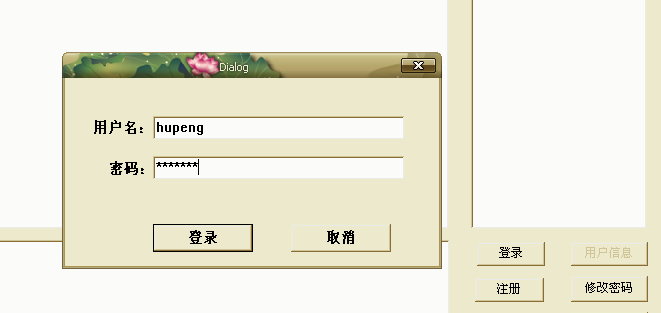 Dialog
用户名：hupeng
密码：*******
登录 取消
登录 用户信息
注册 修改密码